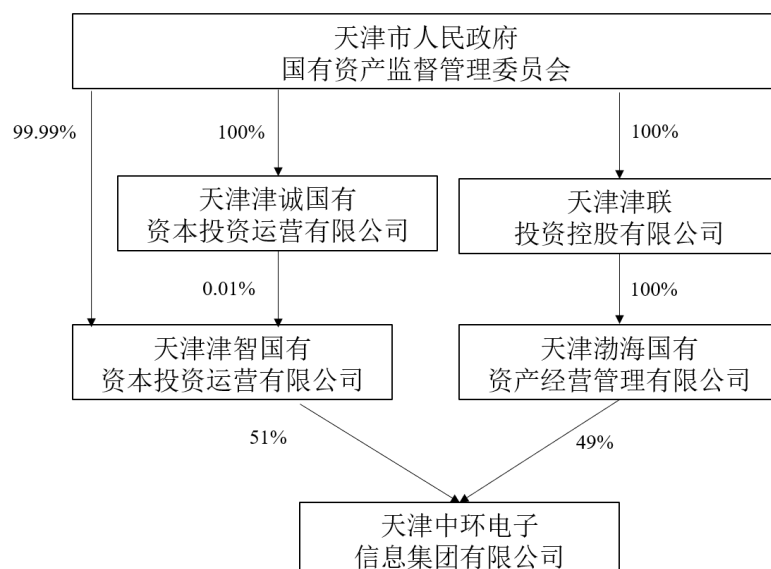 天津市人民政府
国有资产监督管理委员会
99.99%
100%
100%
天津津诚国有
资本投资运营有限公司
天津津联
投资控股有限公司
0.01%
100%
天津津智国有
资本投资运营有限公司
天津渤海国有
资产经营管理有限公司
51%
49%
天津中环电子
信息集团有限公司